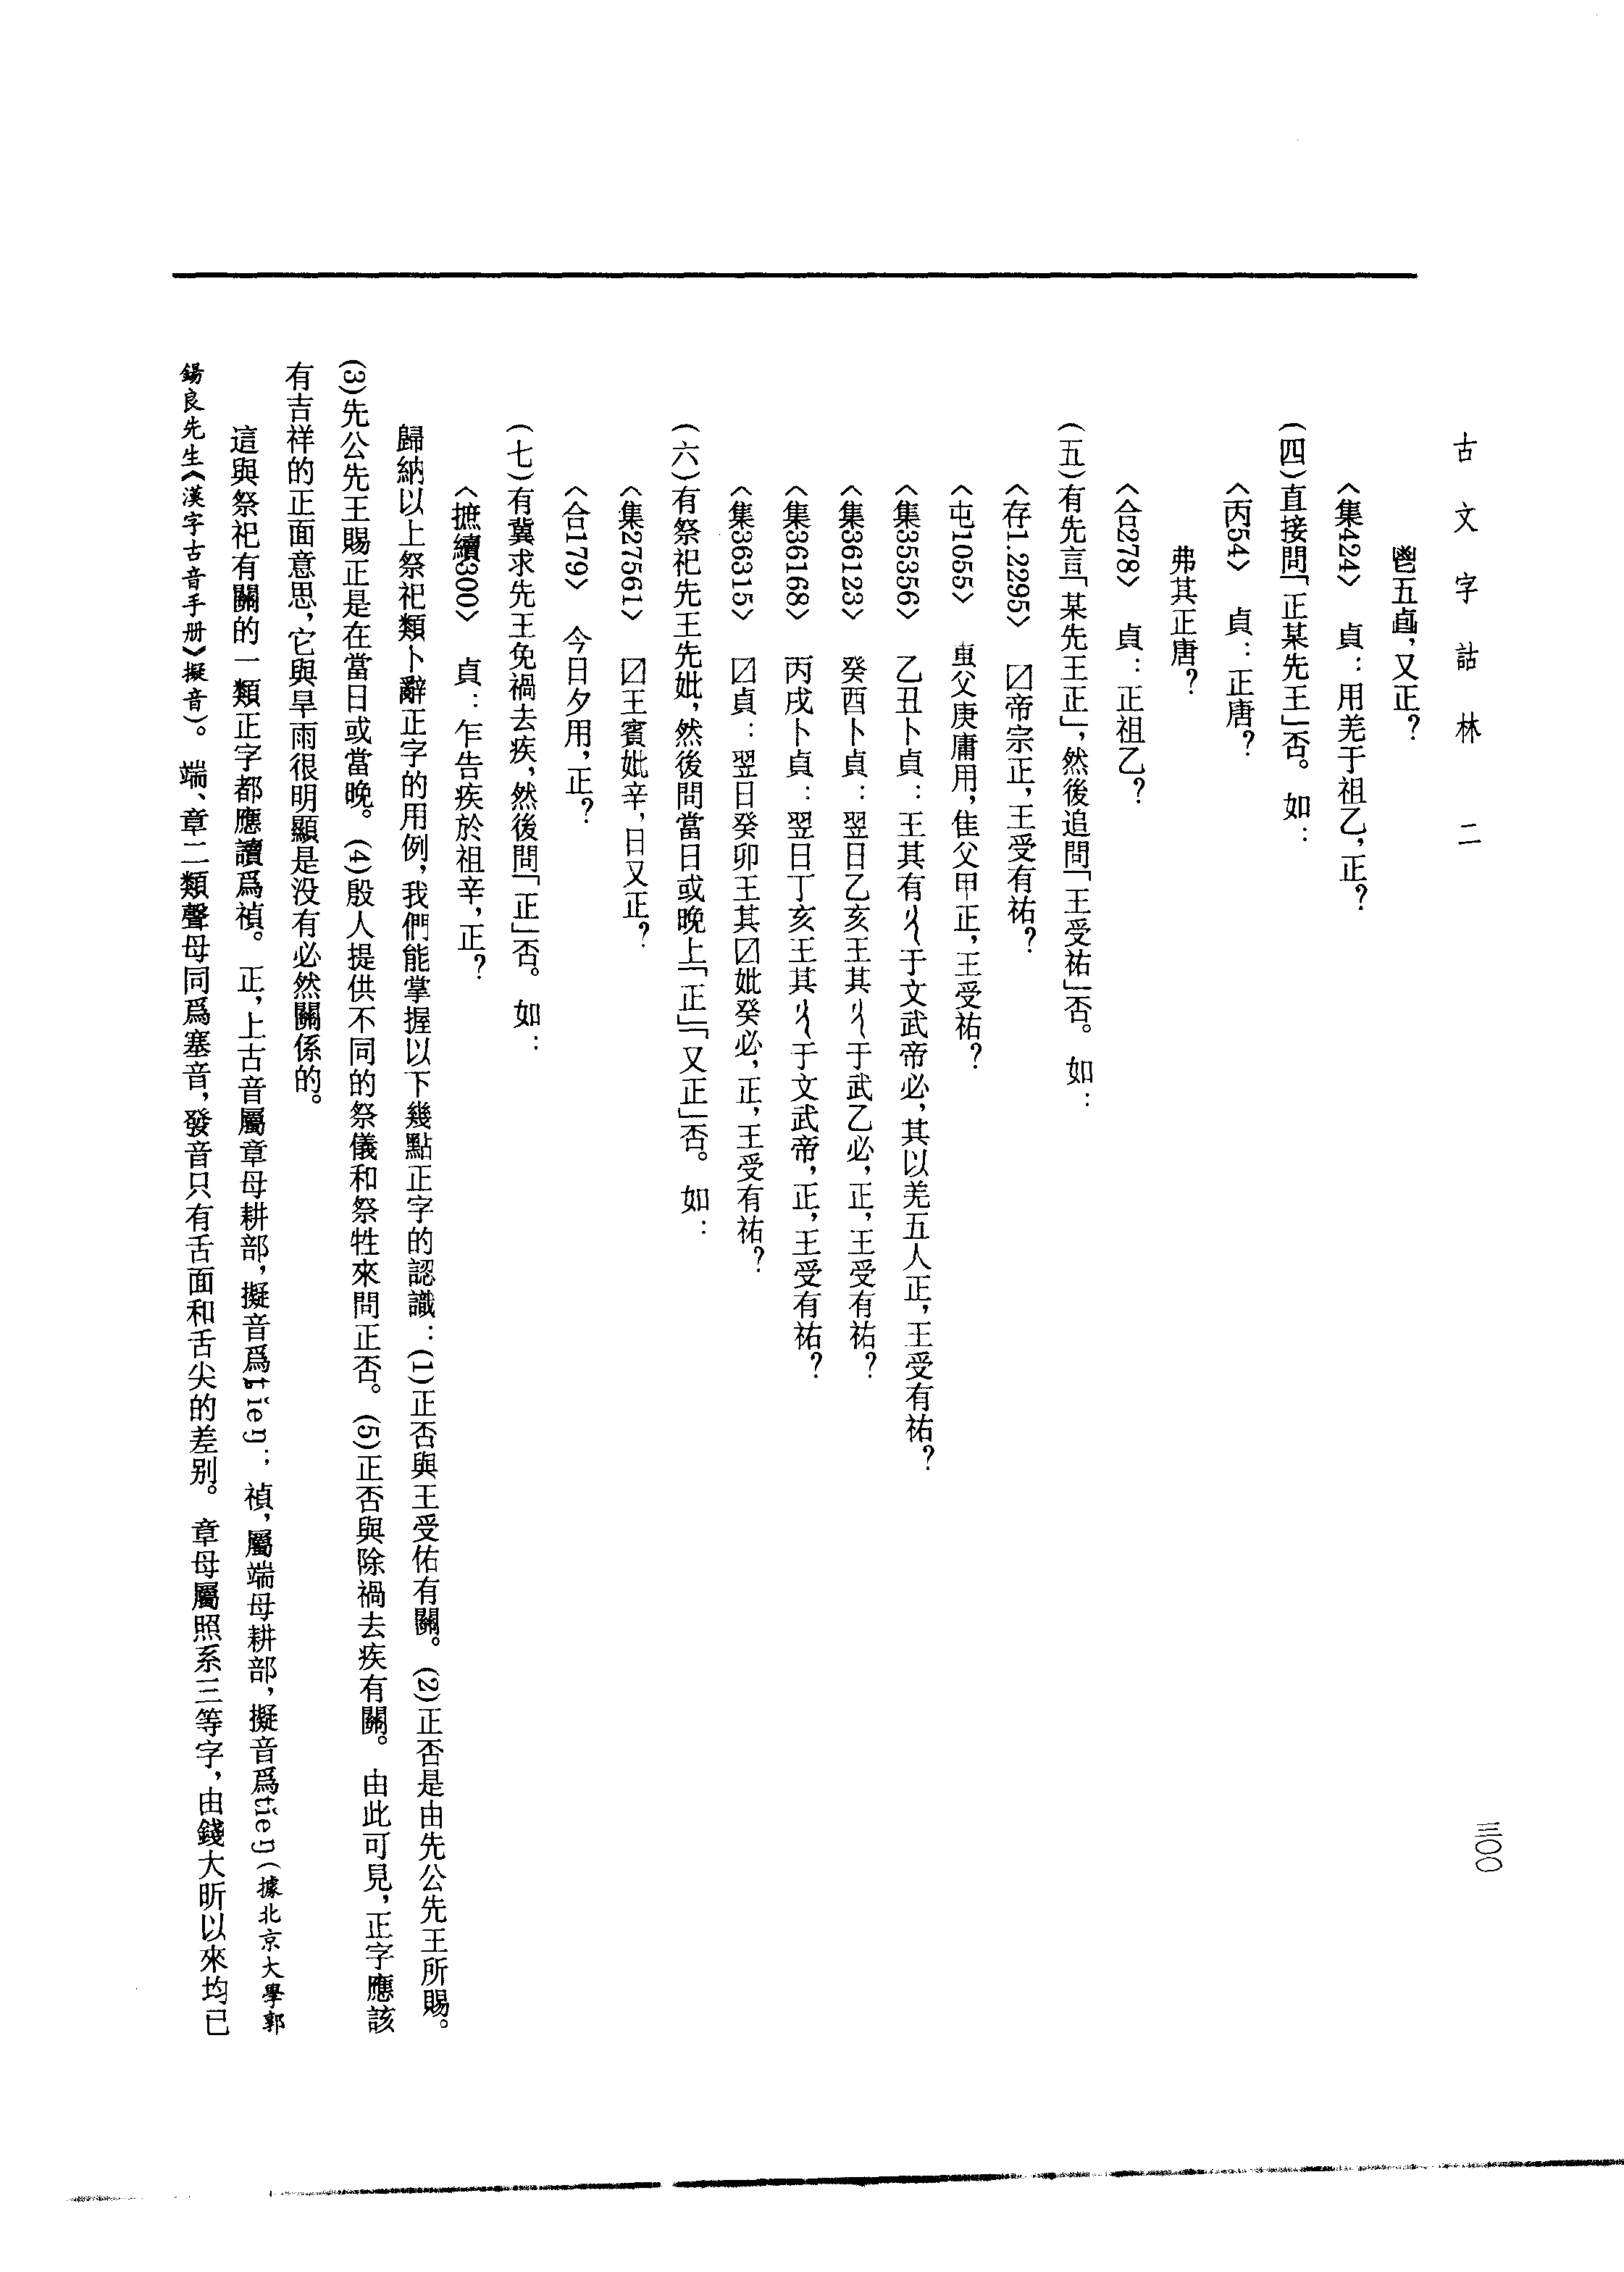 古文字詁林　二
三〇〇
鬯五卣，又正？
〈集424〉　貞：用羌于祖乙，正？
(四)直接問「正某先王」否。如：
〈丙54〉　貞：正唐？
弗其正唐？
〈合278〉　貞：正祖乙？
(五)有先言「某先王正」，然後追問「王受祐」否。如：
〈存1.2295〉　☑帝宗正，王受有祐？
〈屯1055〉　叀父庚庸用，隹父甲正，王受祐？
〈集35356〉　乙丑卜貞：王其有于文武帝必，其以羌五人正，王受有祐？
〈集36123〉　癸酉卜貞：翌日乙亥王其于武乙必，正，王受有祐？
〈集36168〉　丙戌卜貞：翌日丁亥王其于文武帝，正，王受有祐？
〈集36315〉　☑貞：翌日癸卯王其☑妣癸必，正，王受有祐？
(六)有祭祀先王先妣，然後問當日或晚上「正」「又正」否。如：
〈集27561〉　☑王賓妣辛，日又正？
〈合179〉　今日夕用，正？
(七)有冀求先王免禍去疾，然後問「正」否。如：
〈摭續300〉　貞：乍告疾於祖辛，正？
歸納以上祭祀類卜辭正字的用例，我們能掌握以下幾點正字的認識：(1)正否與王受佑有關。(2)正否是由先公先王所賜。
(3)先公先王賜正是在當日或當晚。(4)殷人提供不同的祭儀和祭牲來問正否。(5)正否與除禍去疾有關。由此可見，正字應該
有吉祥的正面意思，它與旱雨很明顯是没有必然關係的。
這與祭祀有關的一類正字都應讀爲禎。正，上古音屬章母耕部，擬音爲ȶǐeŋ；禎，屬端母耕部，擬音爲tǐeŋ（據北京大學郭
錫良先生《漢字古音手册》擬音）。端、章二類聲母同爲塞音，發音只有舌面和舌尖的差别。章母屬照系三等字，由錢大昕以來均已